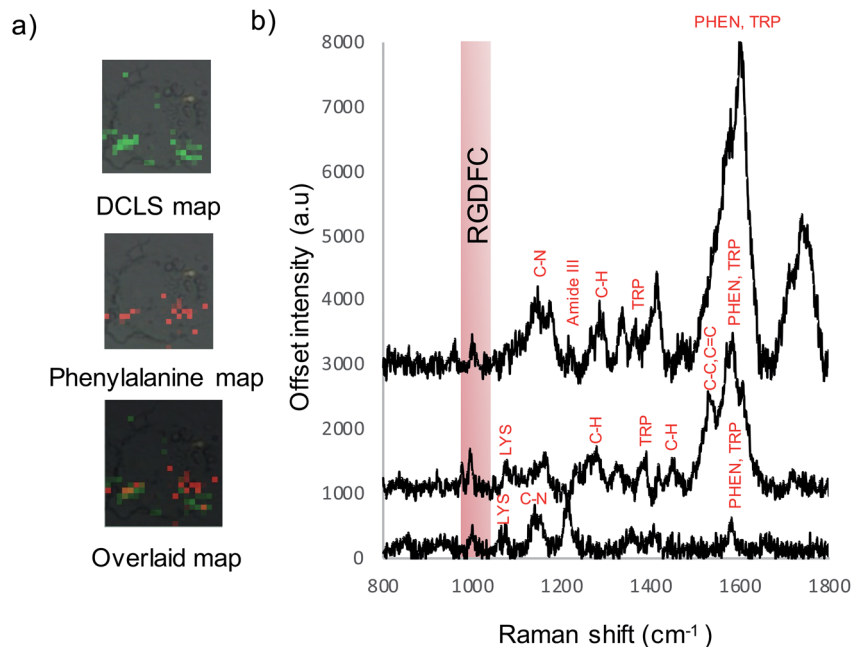 a)
DCLS map
Phenylalanine map
Overlaid map
b)
PHEN, TRP
8000
7000
6000
5000
4000
3000
2000
1000
0
Offset intensity (a.u)
RGDFC
C-N
Amide III
C-H
TRP
PHEN, TRP
C-C,C=C
LYS
C-H
TRP
C-H
PHEN, TRP
LYS
C-N
800 1000 1200 1400 1600 1800
Raman shift (cm⁻¹)